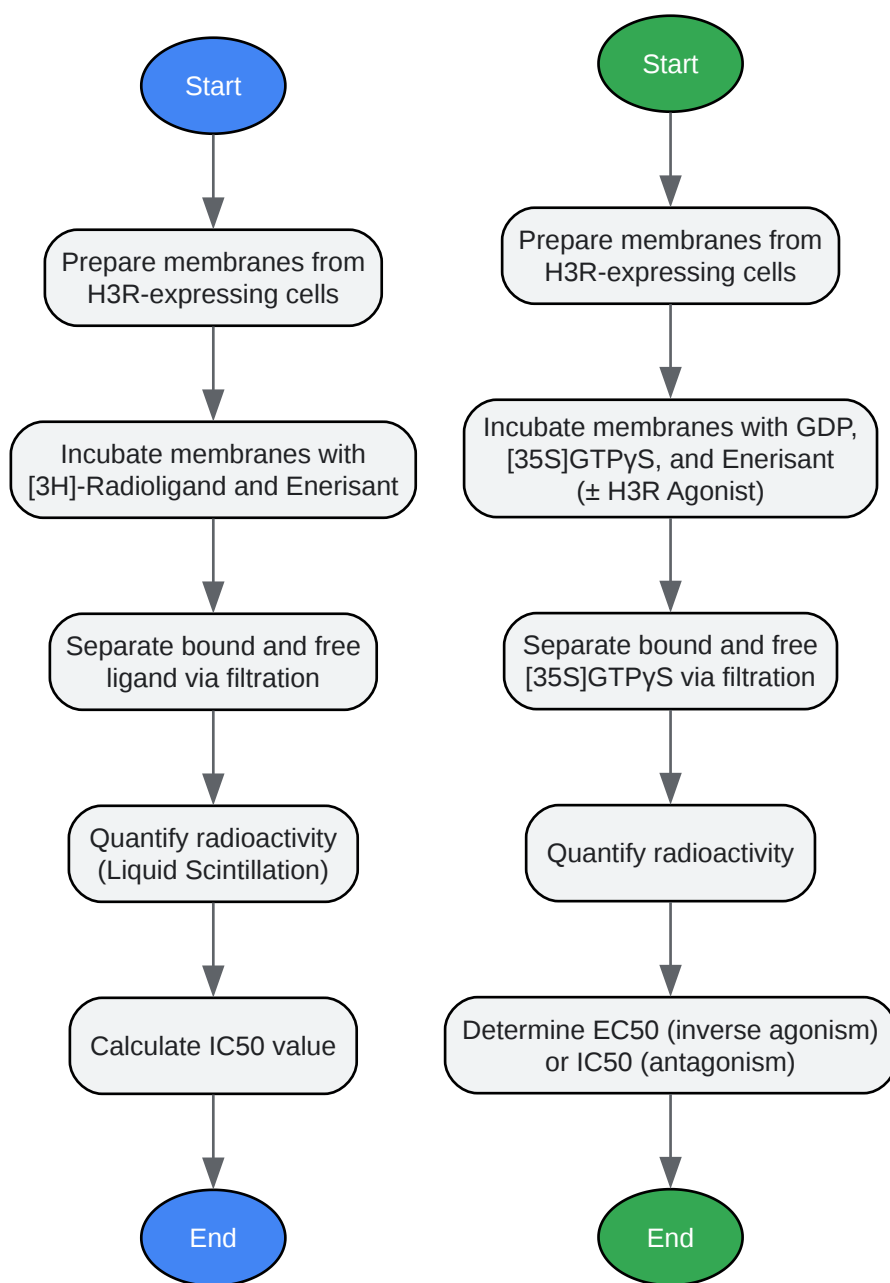 Start
Prepare membranes from
H3R-expressing cells
Incubate membranes with
[3H]-Radioligand and Enerisant
Separate bound and free
ligand via filtration
Quantify radioactivity
(Liquid Scintillation)
Calculate IC50 value
End
Start
Prepare membranes from
H3R-expressing cells
Incubate membranes with GDP,
[35S]GTPγS, and Enerisant
(± H3R Agonist)
Separate bound and free
[35S]GTPγS via filtration
Quantify radioactivity
Determine EC50 (inverse agonism)
or IC50 (antagonism)
End